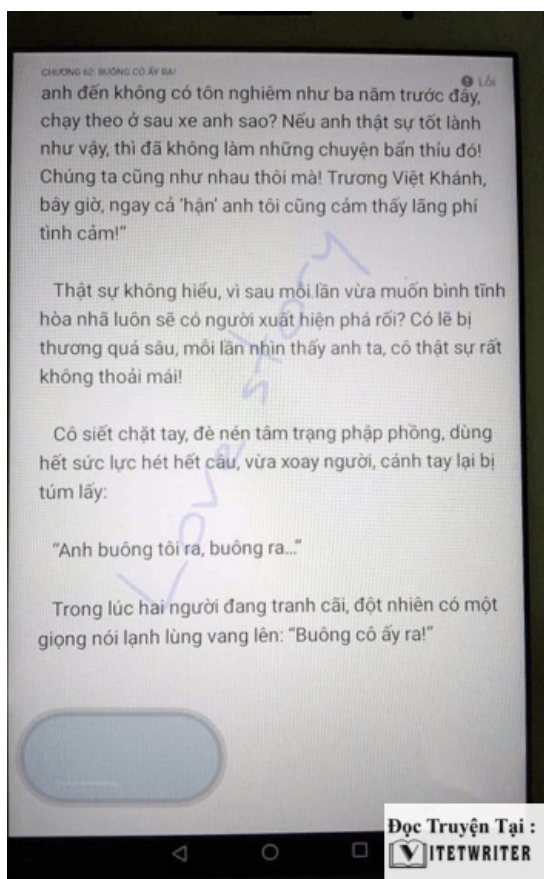 CHƯƠNG 62: BUÔNG CÔ ẤY RA!
Lỗi
anh đến không có tôn nghiêm như ba năm trước đây,
chạy theo ở sau xe anh sao? Nếu anh thật sự tốt lành
như vậy, thì đã không làm những chuyện bẩn thỉu đó!
Chúng ta cũng như nhau thôi mà! Trương Việt Khánh,
bây giờ, ngay cả ‘hận’ anh tôi cũng cảm thấy lãng phí
tình cảm!”
Thật sự không hiểu, vì sau mỗi lần vừa muốn bình tĩnh
hòa nhã luôn sẽ có người xuất hiện phá rối? Có lẽ bị
thương quá sâu, mỗi lần nhìn thấy anh ta, cô thật sự rất
không thoải mái!
Cô siết chặt tay, đè nén tâm trạng phập phồng, dùng
hết sức lực hét hết câu, vừa xoay người, cánh tay lại bị
túm lấy:
“Anh buông tôi ra, buông ra...”
Trong lúc hai người đang tranh cãi, đột nhiên có một
giọng nói lạnh lùng vang lên: “Buông cô ấy ra!”
Love story
Đọc Truyện Tại :
VITETWRITER